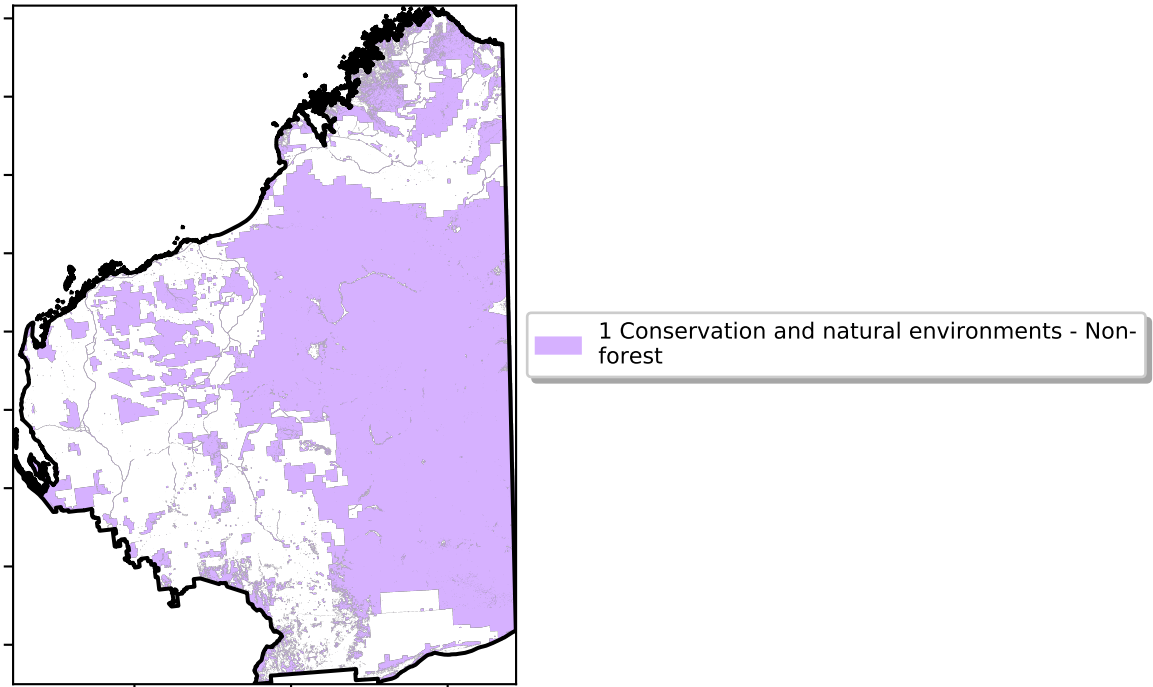 1 Conservation and natural environments - Non-
forest